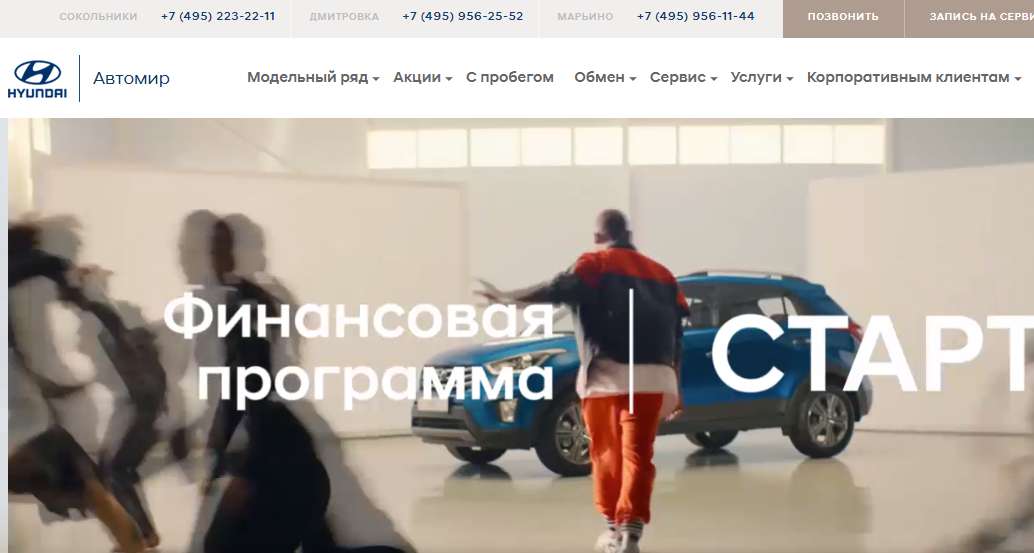 СОКОЛЬНИКИ +7 (495) 223-22-11 ДМИТРОВКА +7 (495) 956-25-52 МАРЬИНО +7 (495) 956-11-44 ПОЗВОНИТЬ ЗАПИСЬ НА СЕРВИ
HYUNDAI Автомир Модельный ряд Акции С пробегом Обмен Сервис Услуги Корпоративным клиентам
Финансовая
программа
СТАРТ